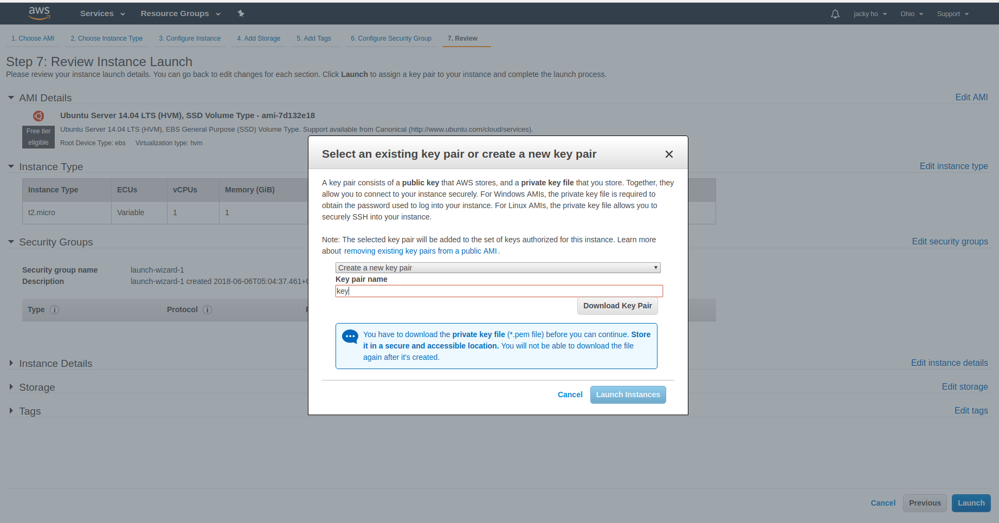 aws Services Resource Groups jacky ho Ohio Support
1. Choose AMI 2. Choose Instance Type 3. Configure Instance 4. Add Storage 5. Add Tags 6. Configure Security Group 7. Review
Step 7: Review Instance Launch
Please review your instance launch details. You can go back to edit changes for each section. Click Launch to assign a key pair to your instance and complete the launch process.
AMI Details Edit AMI
Ubuntu Server 14.04 LTS (HVM), SSD Volume Type - ami-7d132e18
Free tier
eligible
Ubuntu Server 14.04 LTS (HVM), EBS General Purpose (SSD) Volume Type. Support available from Canonical (http://www.ubuntu.com/cloud/services).
Root Device Type: ebs Virtualization type: hvm
Instance Type Edit instance type
Instance Type ECUs vCPUs Memory (GiB)
t2.micro Variable 1 1
Security Groups Edit security groups
Security group name launch-wizard-1
Description launch-wizard-1 created 2018-06-06T05:04:37.461+0
Type Protocol
Instance Details Edit instance details
Storage Edit storage
Tags Edit tags
Select an existing key pair or create a new key pair
A key pair consists of a public key that AWS stores, and a private key file that you store. Together, they
allow you to connect to your instance securely. For Windows AMIs, the private key file is required to
obtain the password used to log into your instance. For Linux AMIs, the private key file allows you to
securely SSH into your instance.
Note: The selected key pair will be added to the set of keys authorized for this instance. Learn more
about removing existing key pairs from a public AMI.
Create a new key pair
Key pair name
key
Download Key Pair
You have to download the private key file (*.pem file) before you can continue. Store
it in a secure and accessible location. You will not be able to download the file
again after it's created.
Cancel Launch Instances
Cancel Previous Launch